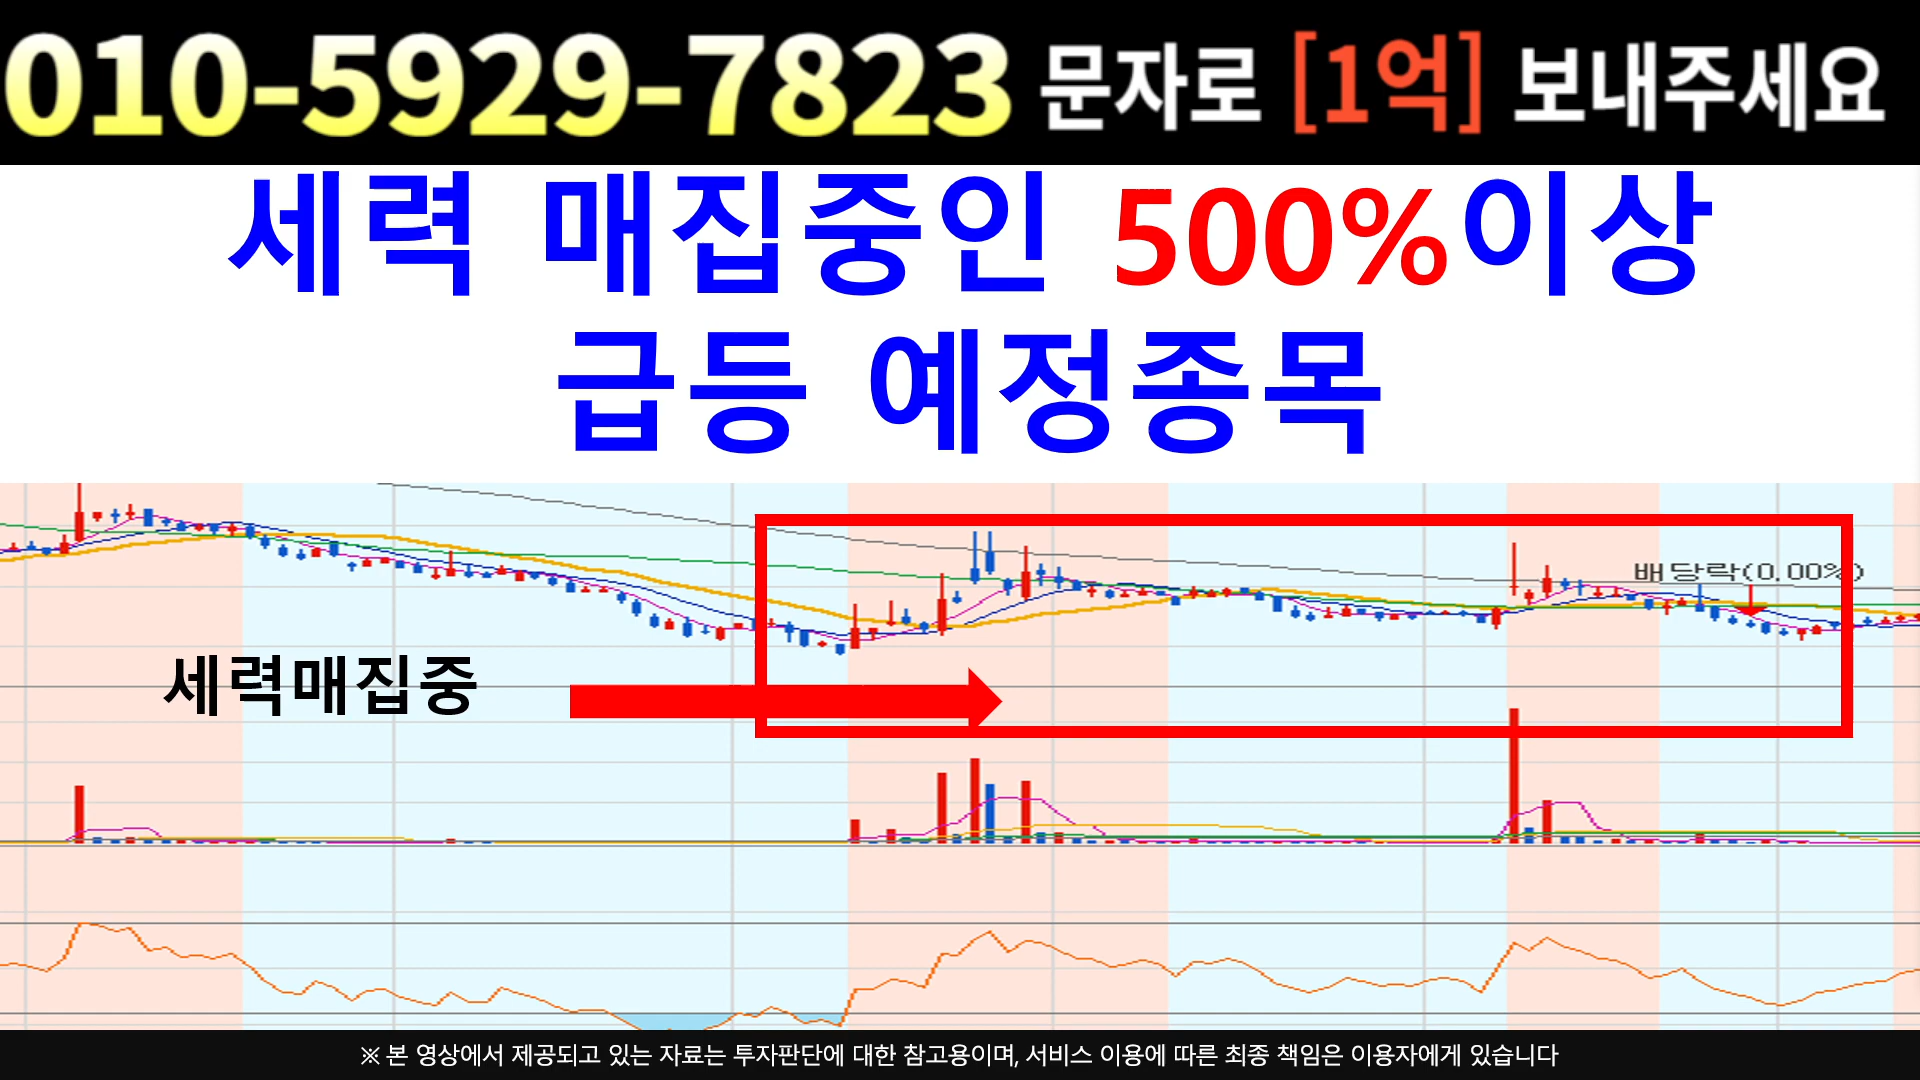 010-5929-7823 문자로 [1억] 보내주세요
세력 매집중인 500%이상
급등 예정종목
배당락(0.00%)
세력매집중
※ 본 영상에서 제공되고 있는 자료는 투자판단에 대한 참고용이며, 서비스 이용에 따른 최종 책임은 이용자에게 있습니다